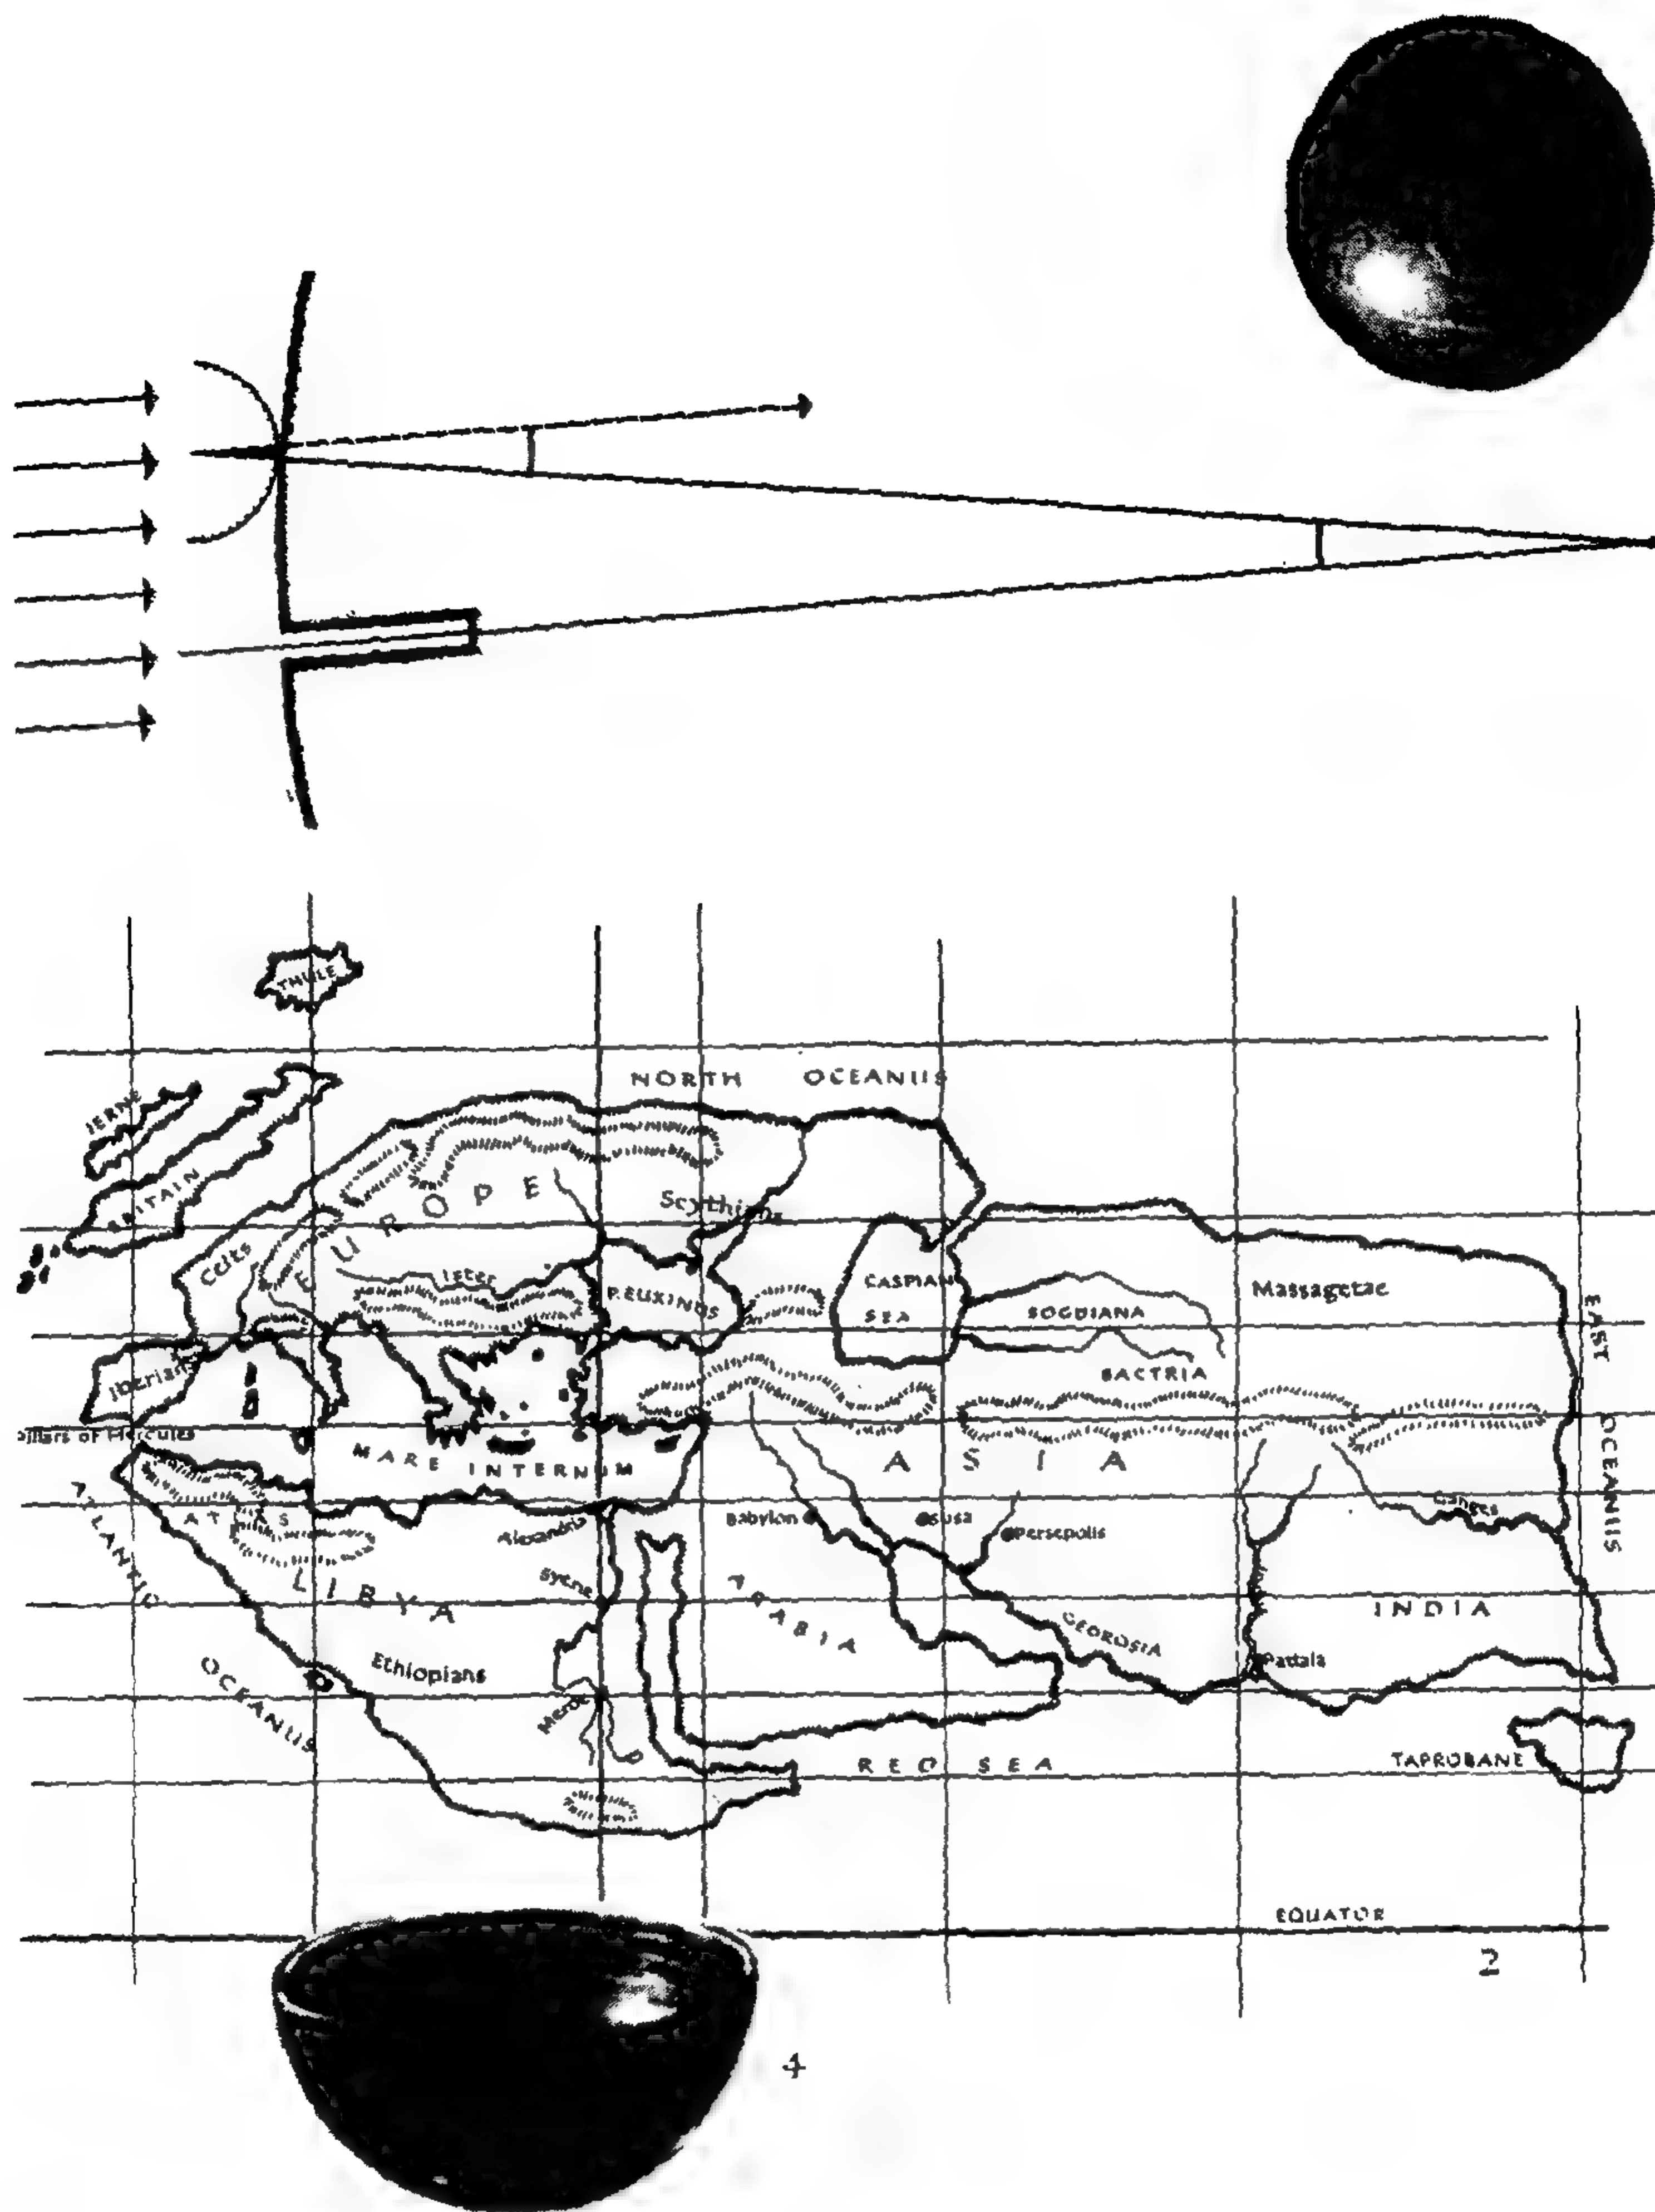 THULE
NORTH OCEANUS
IERNE
BRITAIN
EUROPE
Scythians
Celts
Ister
P.EUXINUS
CASPIAN
SEA
SOGDIANA
Massagetae
EAST OCEANUS
Iberians
BACTRIA
Pillars of Hercules
MARE INTERNUM
ASIA
ATLANTIC
OCEANUS
ATLAS
Alexandria
Babylon
Susa
Persepolis
Ganges
LIBYA
Syene
ARABIA
GEDROSIA
INDIA
Ethiopians
Pattala
Meroe
RED SEA
TAPROBANE
EQUATOR
2
4